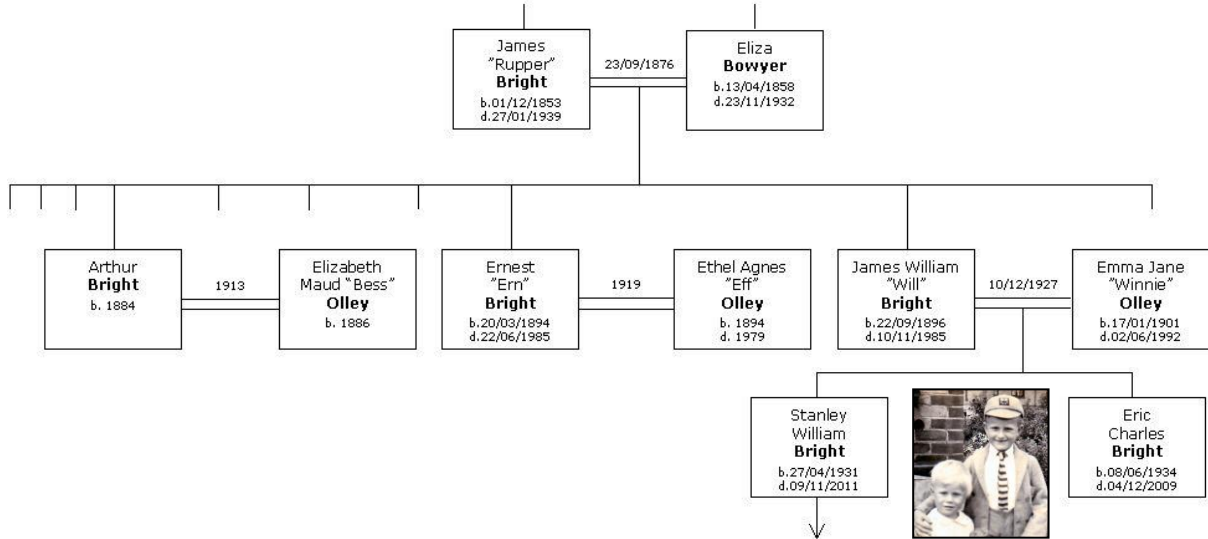 James
"Rupper"
Bright
b.01/12/1853
d.27/01/1939
23/09/1876
Eliza
Bowyer
b.13/04/1858
d.23/11/1932
Arthur
Bright
b. 1884
1913
Elizabeth
Maud "Bess"
Olley
b. 1886
Ernest
"Ern"
Bright
b.20/03/1894
d.22/06/1985
1919
Ethel Agnes
"Eff"
Olley
b. 1894
d. 1979
James William
"Will"
Bright
b.22/09/1896
d.10/11/1985
10/12/1927
Emma Jane
"Winnie"
Olley
b.17/01/1901
d.02/06/1992
Stanley
William
Bright
b.27/04/1931
d.09/11/2011
Eric
Charles
Bright
b.08/06/1934
d.04/12/2009